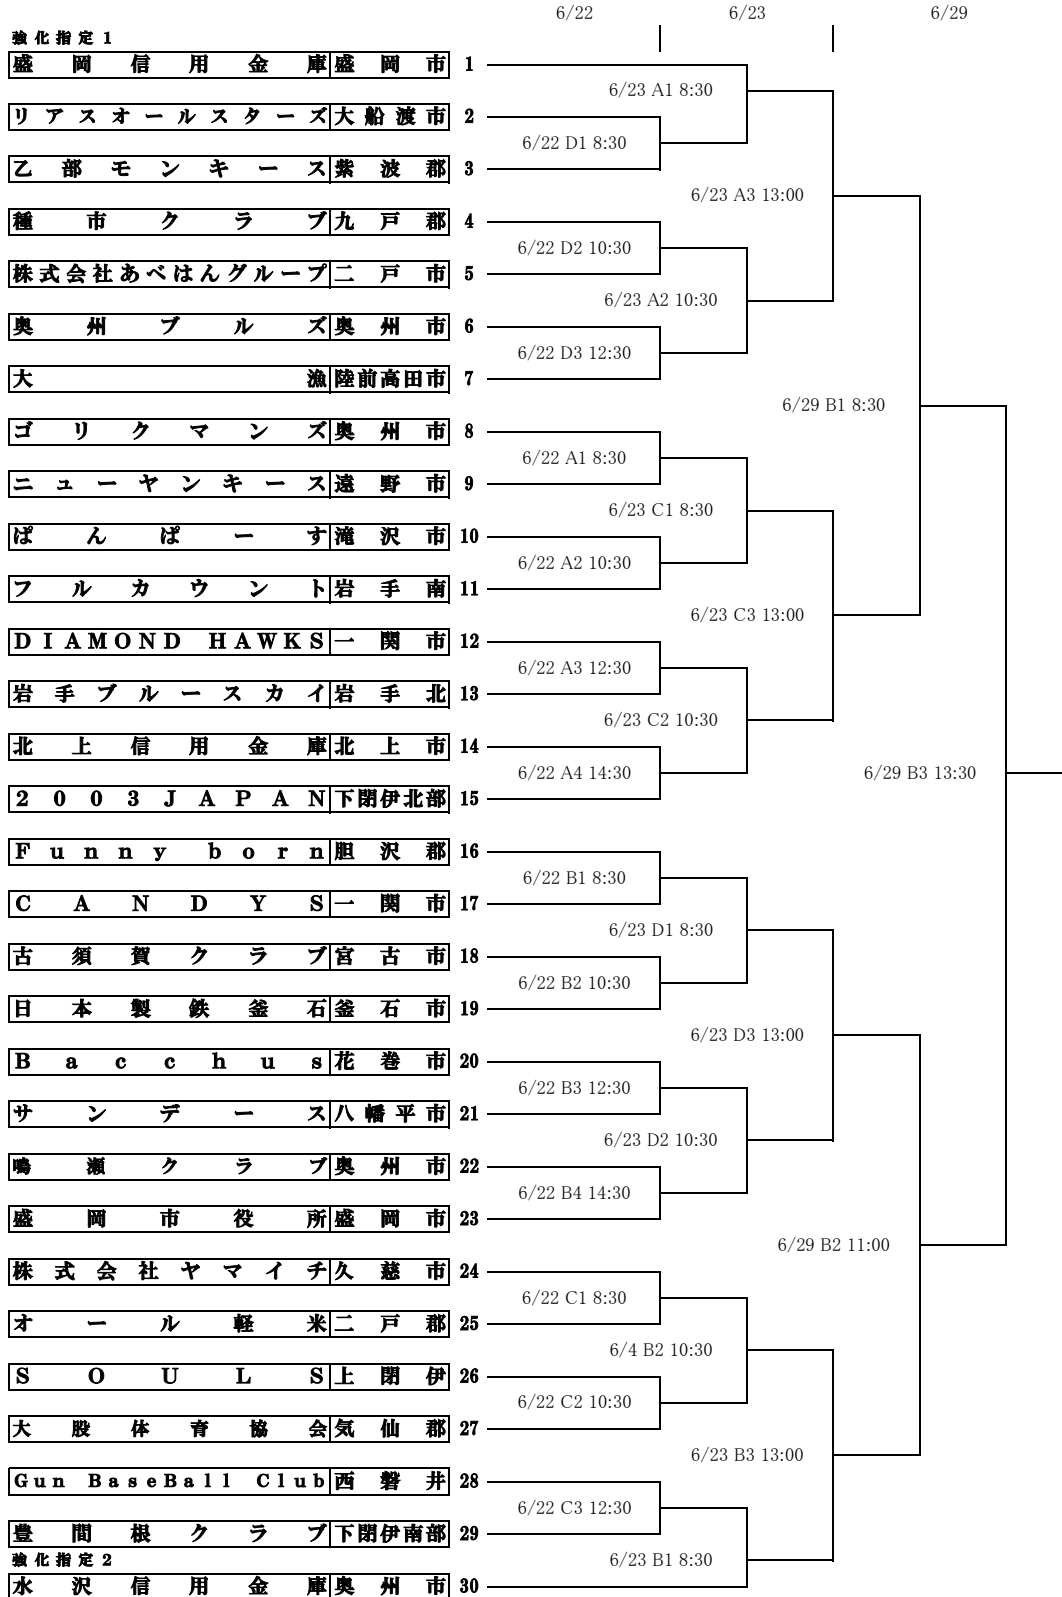 6/22 6/23 6/29
強化指定1
盛岡信用金庫 盛岡市 1
6/23 A1 8:30
リアスオールスターズ 大船渡市 2
6/22 D1 8:30
乙部モンキース 紫波郡 3
6/23 A3 13:00
種市クラブ 九戸郡 4
6/22 D2 10:30
株式会社あべはんグループ 二戸市 5
6/23 A2 10:30
奥州ブルズ 奥州市 6
6/22 D3 12:30
大漁 陸前高田市 7
6/29 B1 8:30
ゴリクマンズ 奥州市 8
6/22 A1 8:30
ニューヤンキース 遠野市 9
6/23 C1 8:30
ぱんぱーす 滝沢市 10
6/22 A2 10:30
フルカウント 岩手南 11
6/23 C3 13:00
DIAMOND HAWKS 一関市 12
6/22 A3 12:30
岩手ブルースカイ 岩手北 13
6/23 C2 10:30
北上信用金庫 北上市 14
6/22 A4 14:30
6/29 B3 13:30
2003JAPAN 下閉伊北部 15
Funny born 胆沢郡 16
6/22 B1 8:30
CANDYS 一関市 17
6/23 D1 8:30
古須賀クラブ 宮古市 18
6/22 B2 10:30
日本製鉄釜石 釜石市 19
6/23 D3 13:00
Bacchus 花巻市 20
6/22 B3 12:30
サンデース 八幡平市 21
6/23 D2 10:30
鳴瀬クラブ 奥州市 22
6/22 B4 14:30
盛岡市役所 盛岡市 23
6/29 B2 11:00
株式会社ヤマイチ 久慈市 24
6/22 C1 8:30
オール軽米 二戸郡 25
6/4 B2 10:30
SOULS 上閉伊 26
6/22 C2 10:30
大股体育協会 気仙郡 27
6/23 B3 13:00
Gun BaseBall Club 西磐井 28
6/22 C3 12:30
豊間根クラブ 下閉伊南部 29
強化指定2
6/23 B1 8:30
水沢信用金庫 奥州市 30